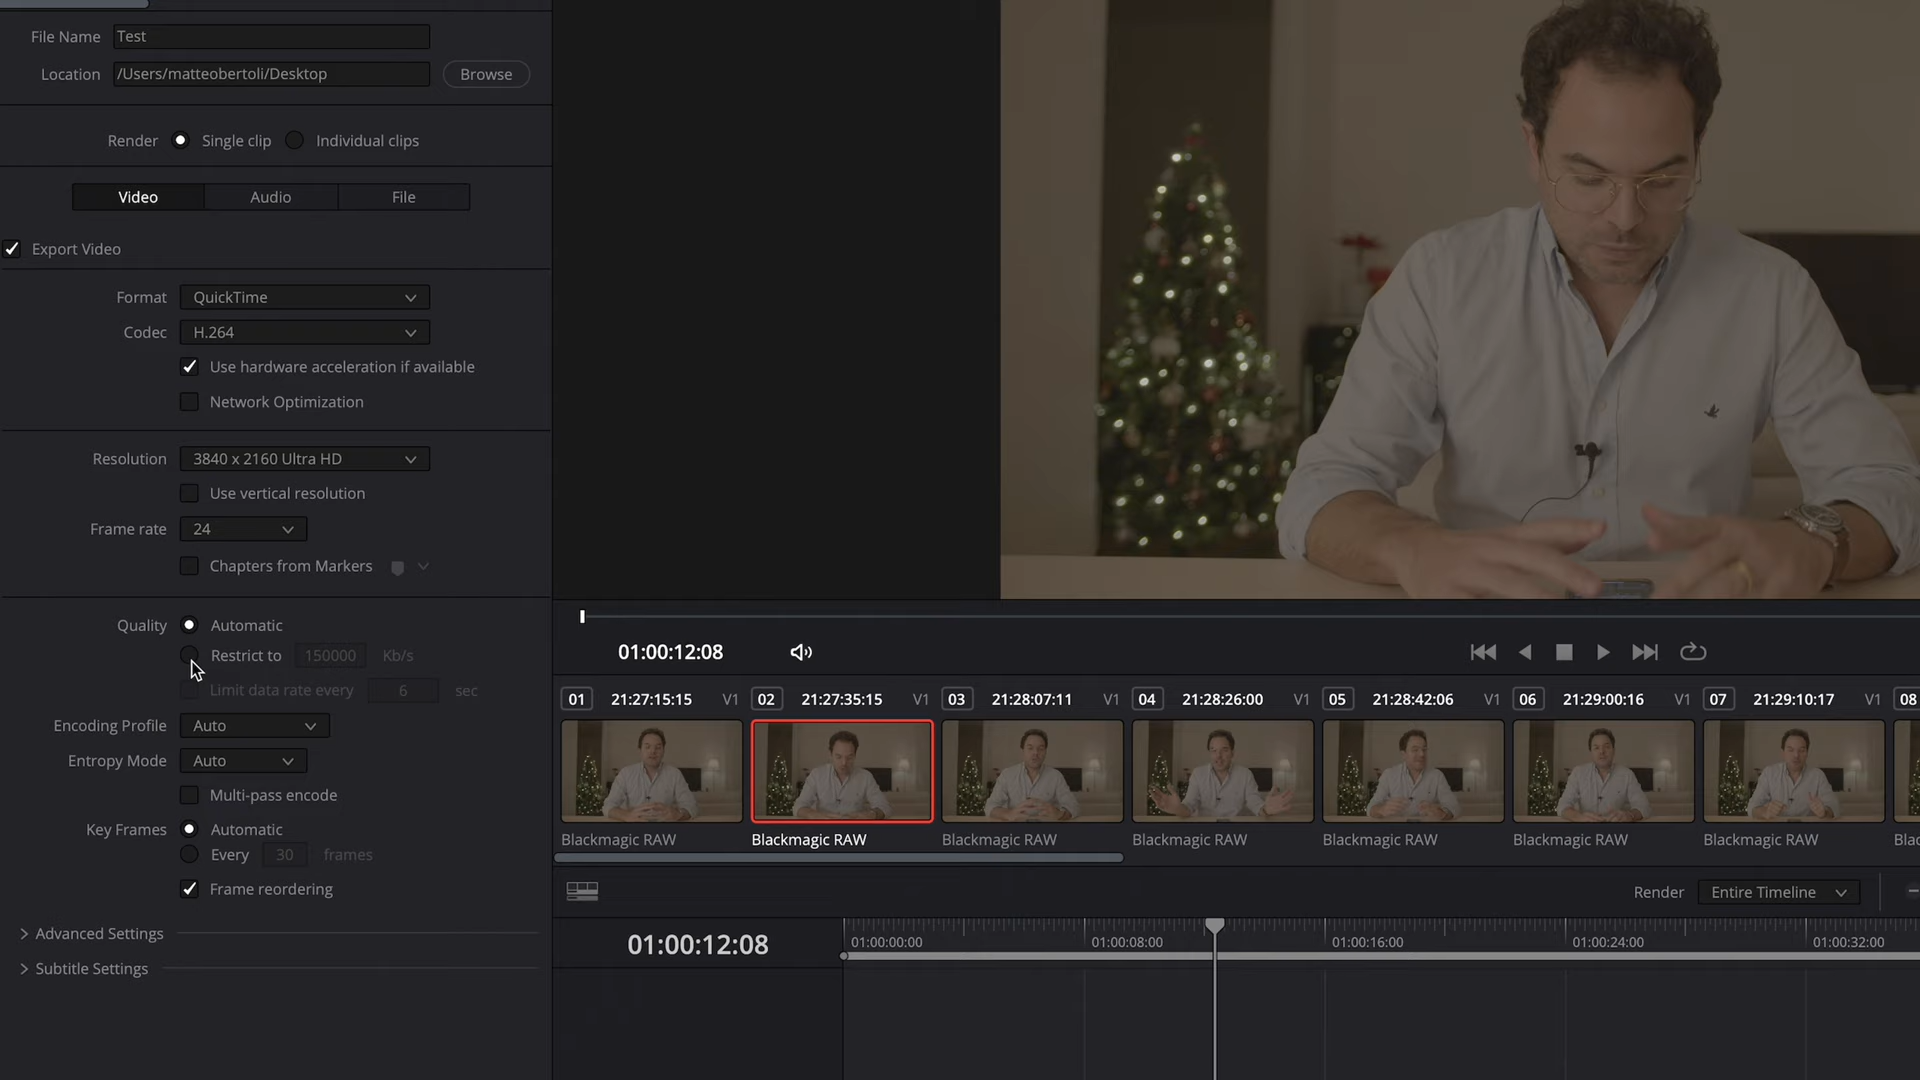 File Name Test
Location /Users/matteobertoli/Desktop Browse
Render Single clip Individual clips
Video Audio File
Export Video
Format QuickTime
Codec H.264
Use hardware acceleration if available
Network Optimization
Resolution 3840 x 2160 Ultra HD
Use vertical resolution
Frame rate 24
Chapters from Markers
Quality Automatic
Restrict to 150000 Kb/s
Limit data rate every 6 sec
Encoding Profile Auto
Entropy Mode Auto
Multi-pass encode
Key Frames Automatic
Every 30 frames
Frame reordering
Advanced Settings
Subtitle Settings
01:00:12:08
01 21:27:15:15 V1 02 21:27:35:15 V1 03 21:28:07:11 V1 04 21:28:26:00 V1 05 21:28:42:06 V1 06 21:29:00:16 V1 07 21:29:10:17 V1 08
Blackmagic RAW Blackmagic RAW Blackmagic RAW Blackmagic RAW Blackmagic RAW Blackmagic RAW Blackmagic RAW Blac
Render Entire Timeline
01:00:12:08 01:00:00:00 01:00:08:00 01:00:16:00 01:00:24:00 01:00:32:00